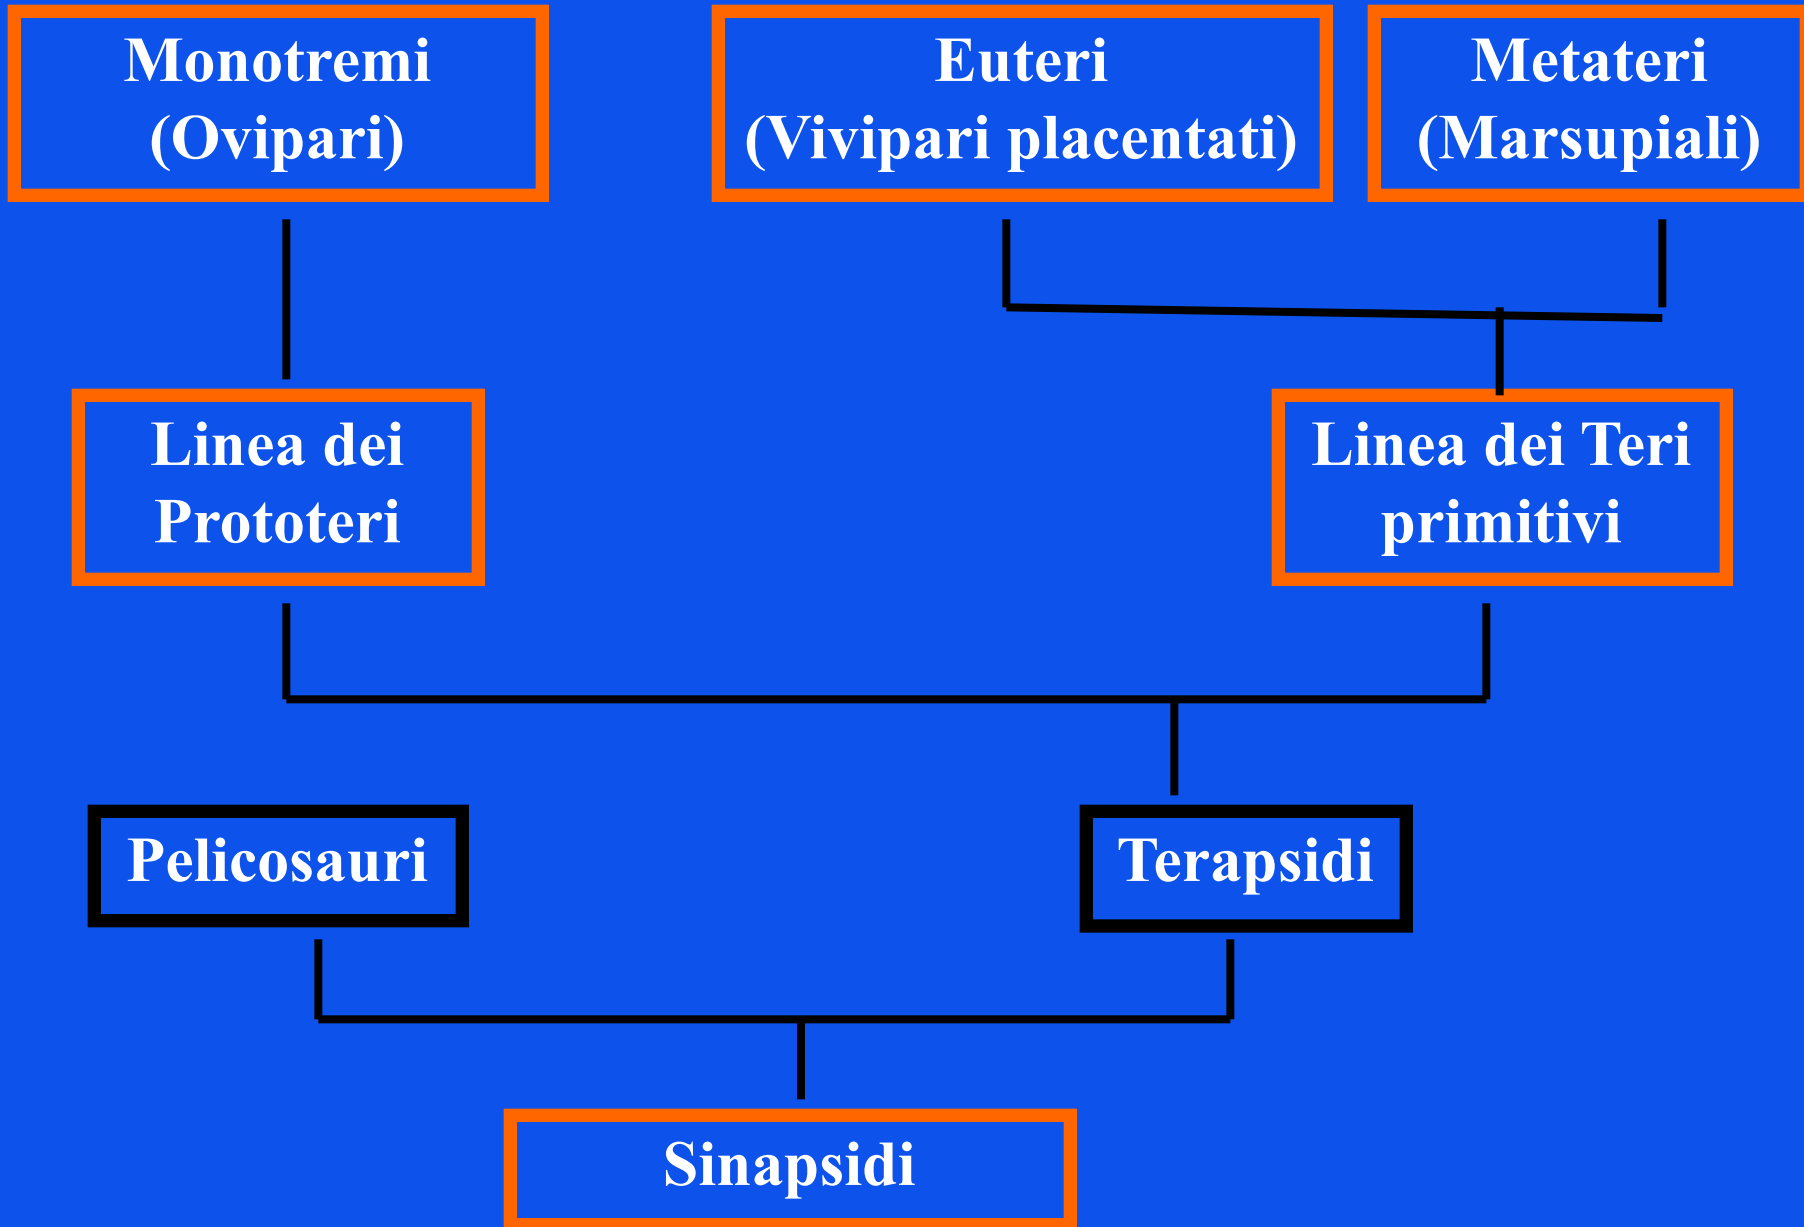 Monotremi
(Ovipari)
Euteri
(Vivipari placentati)
Metateri
(Marsupiali)
Linea dei
Prototeri
Linea dei Teri
primitivi
Pelicosauri
Terapsidi
Sinapsidi